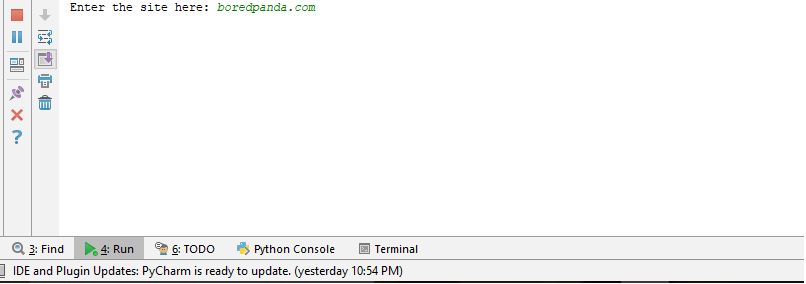 Enter the site here: boredpanda.com
?
3: Find 4: Run 6: TODO Python Console Terminal
IDE and Plugin Updates: PyCharm is ready to update. (yesterday 10:54 PM)